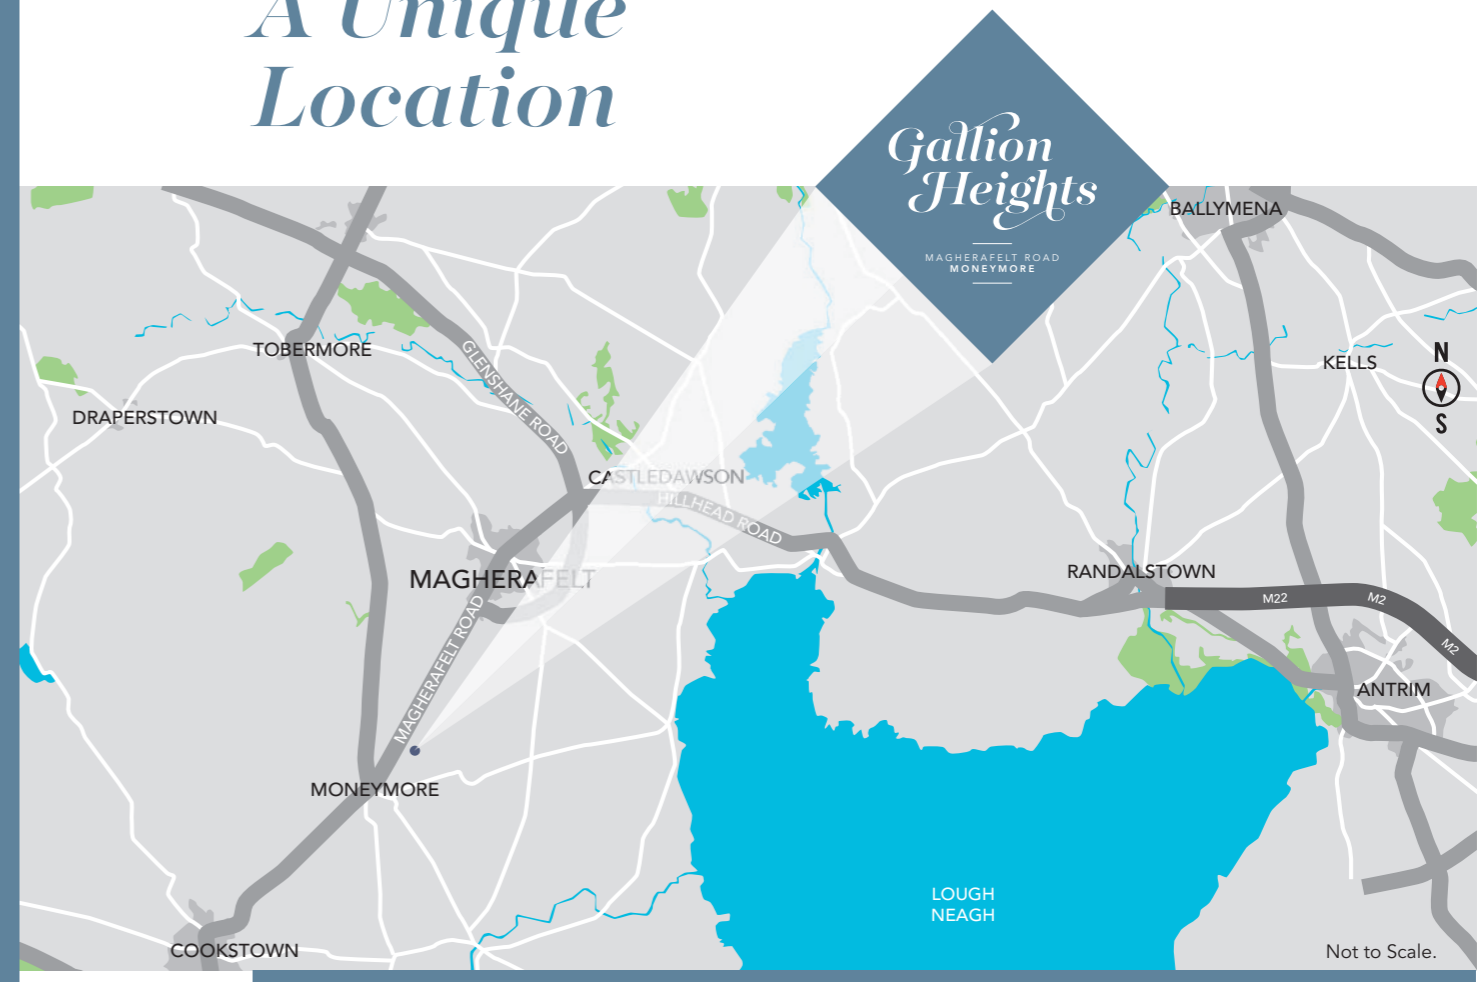 A Unique
Location
Gallion
Heights
MAGHERAFELT ROAD
MONEYMORE
BALLYMENA
TOBERMORE
GLENSHANE ROAD
KELLS
N
S
DRAPERSTOWN
CASTLEDAWSON
HILLHEAD ROAD
MAGHERAFELT
RANDALSTOWN
M22
M2
M2
MAGHERAFELT ROAD
ANTRIM
MONEYMORE
LOUGH
NEAGH
COOKSTOWN
Not to Scale.